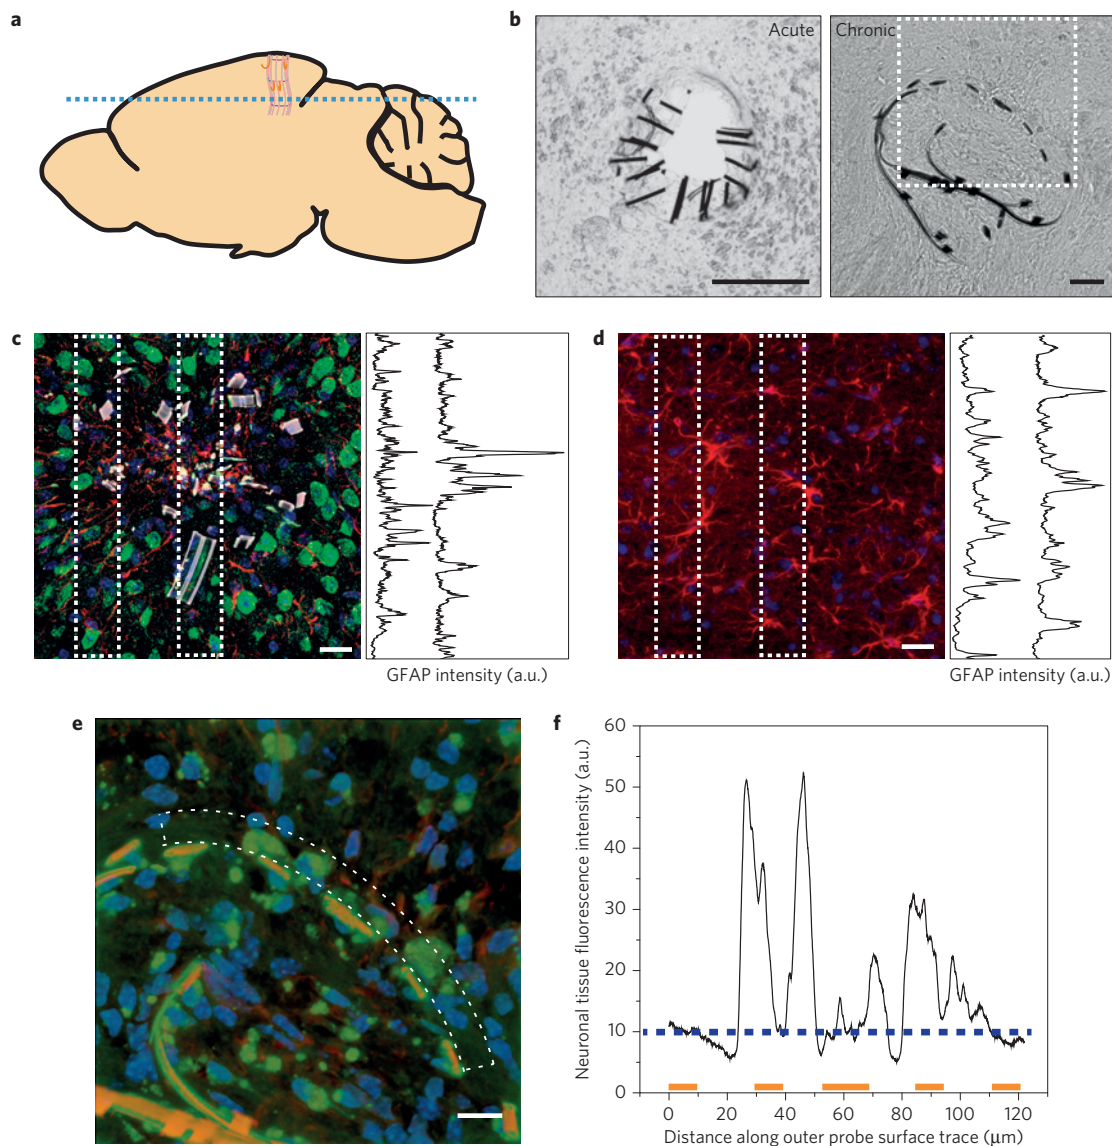 a
b
Acute
Chronic
c
GFAP intensity (a.u.)
d
GFAP intensity (a.u.)
e
f
Neuronal tissue fluorescence intensity (a.u.)
60
50
40
30
20
10
0
0 20 40 60 80 100 120
Distance along outer probe surface trace (μm)